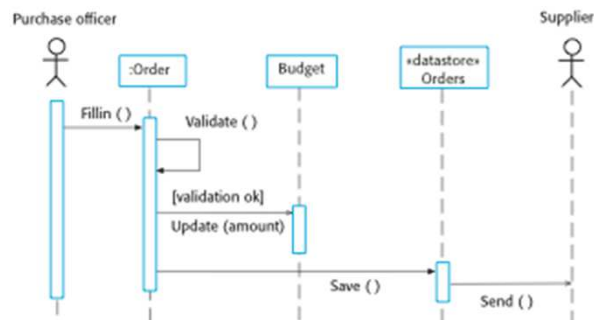 Purchase officer
Supplier
:Order
Budget
«datastore»
Orders
Fillin ( )
Validate ( )
[validation ok]
Update (amount)
Save ( )
Send ( )